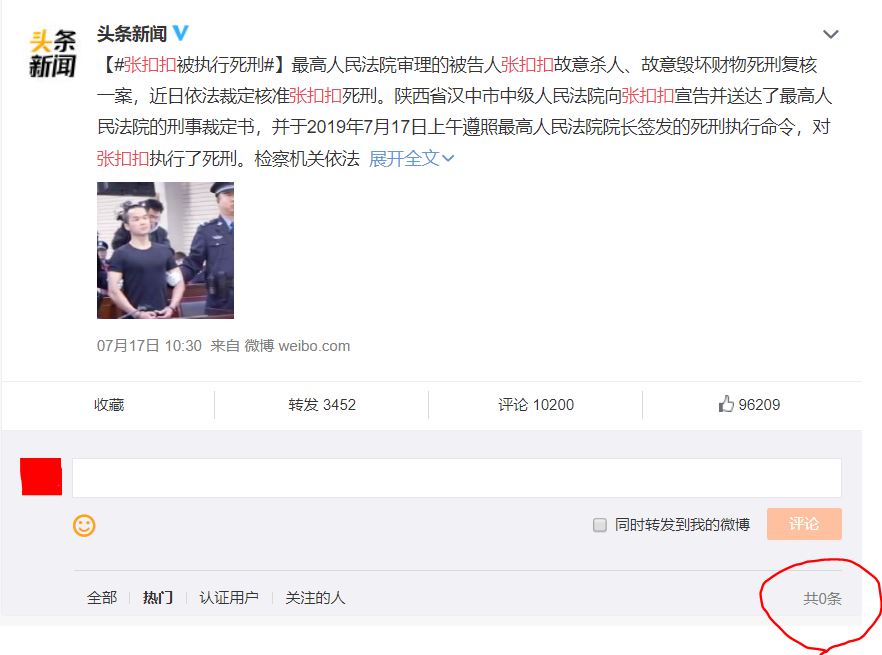 头条新闻
头条
新闻
【#张扣扣被执行死刑#】最高人民法院审理的被告人张扣扣故意杀人、故意毁坏财物死刑复核
一案，近日依法裁定核准张扣扣死刑。陕西省汉中市中级人民法院向张扣扣宣告并送达了最高人
民法院的刑事裁定书，并于2019年7月17日上午遵照最高人民法院院长签发的死刑执行命令，对
张扣扣执行了死刑。检察机关依法 展开全文
07月17日 10:30 来自 微博 weibo.com
收藏 转发 3452 评论 10200 96209
同时转发到我的微博 评论
全部 热门 认证用户 关注的人 共0条